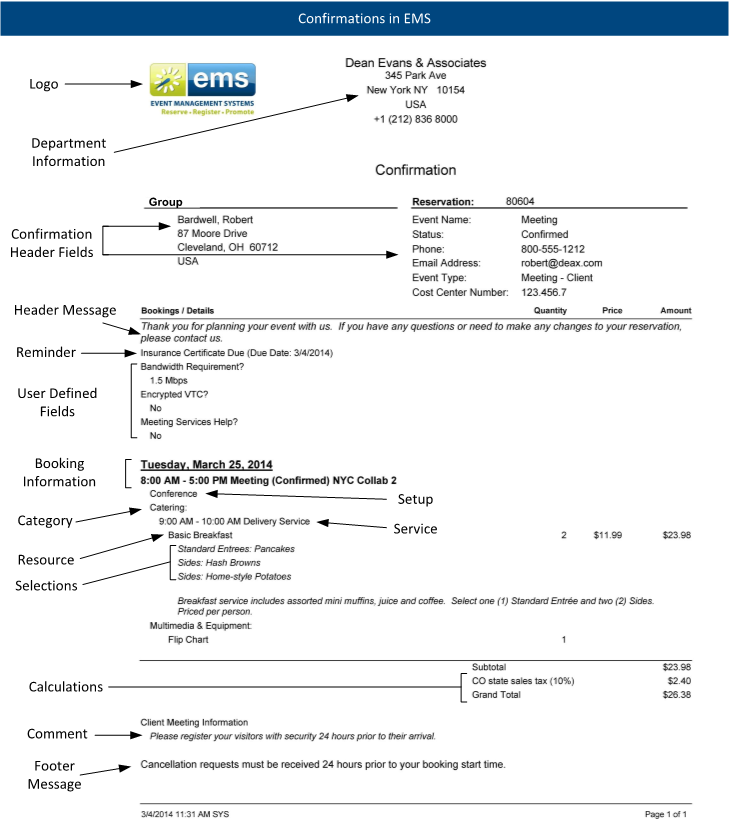 Confirmations in EMS
Logo
ems
EVENT MANAGEMENT SYSTEMS
Reserve - Register - Promote
Dean Evans & Associates
345 Park Ave
New York NY 10154
USA
+1 (212) 836 8000
Department
Information
Confirmation
Group
Reservation: 80604
Confirmation
Header Fields
Bardwell, Robert
87 Moore Drive
Cleveland, OH 60712
USA
Event Name: Meeting
Status: Confirmed
Phone: 800-555-1212
Email Address: robert@deax.com
Event Type: Meeting - Client
Cost Center Number: 123.456.7
Header Message
Bookings / Details Quantity Price Amount
Thank you for planning your event with us. If you have any questions or need to make any changes to your reservation,
please contact us.
Reminder
Insurance Certificate Due (Due Date: 3/4/2014)
User Defined
Fields
Bandwidth Requirement?
1.5 Mbps
Encrypted VTC?
No
Meeting Services Help?
No
Booking
Information
Tuesday, March 25, 2014
8:00 AM - 5:00 PM Meeting (Confirmed) NYC Collab 2
Conference
Setup
Catering:
Category
9:00 AM - 10:00 AM Delivery Service
Service
Basic Breakfast 2 $11.99 $23.98
Resource
Standard Entrees: Pancakes
Sides: Hash Browns
Sides: Home-style Potatoes
Selections
Breakfast service includes assorted mini muffins, juice and coffee. Select one (1) Standard Entrée and two (2) Sides.
Priced per person.
Multimedia & Equipment:
Flip Chart 1
Calculations
Subtotal $23.98
CO state sales tax (10%) $2.40
Grand Total $26.38
Client Meeting Information
Comment
Please register your visitors with security 24 hours prior to their arrival.
Footer
Message
Cancellation requests must be received 24 hours prior to your booking start time.
3/4/2014 11:31 AM SYS Page 1 of 1